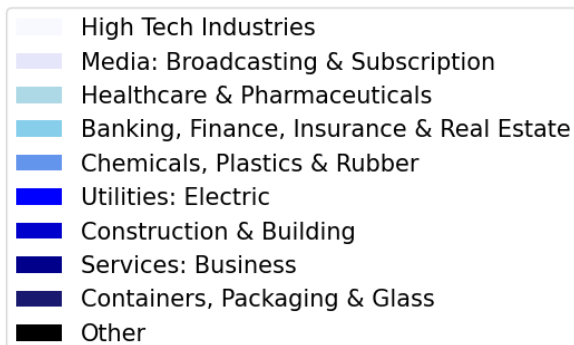 High Tech Industries
Media: Broadcasting & Subscription
Healthcare & Pharmaceuticals
Banking, Finance, Insurance & Real Estate
Chemicals, Plastics & Rubber
Utilities: Electric
Construction & Building
Services: Business
Containers, Packaging & Glass
Other